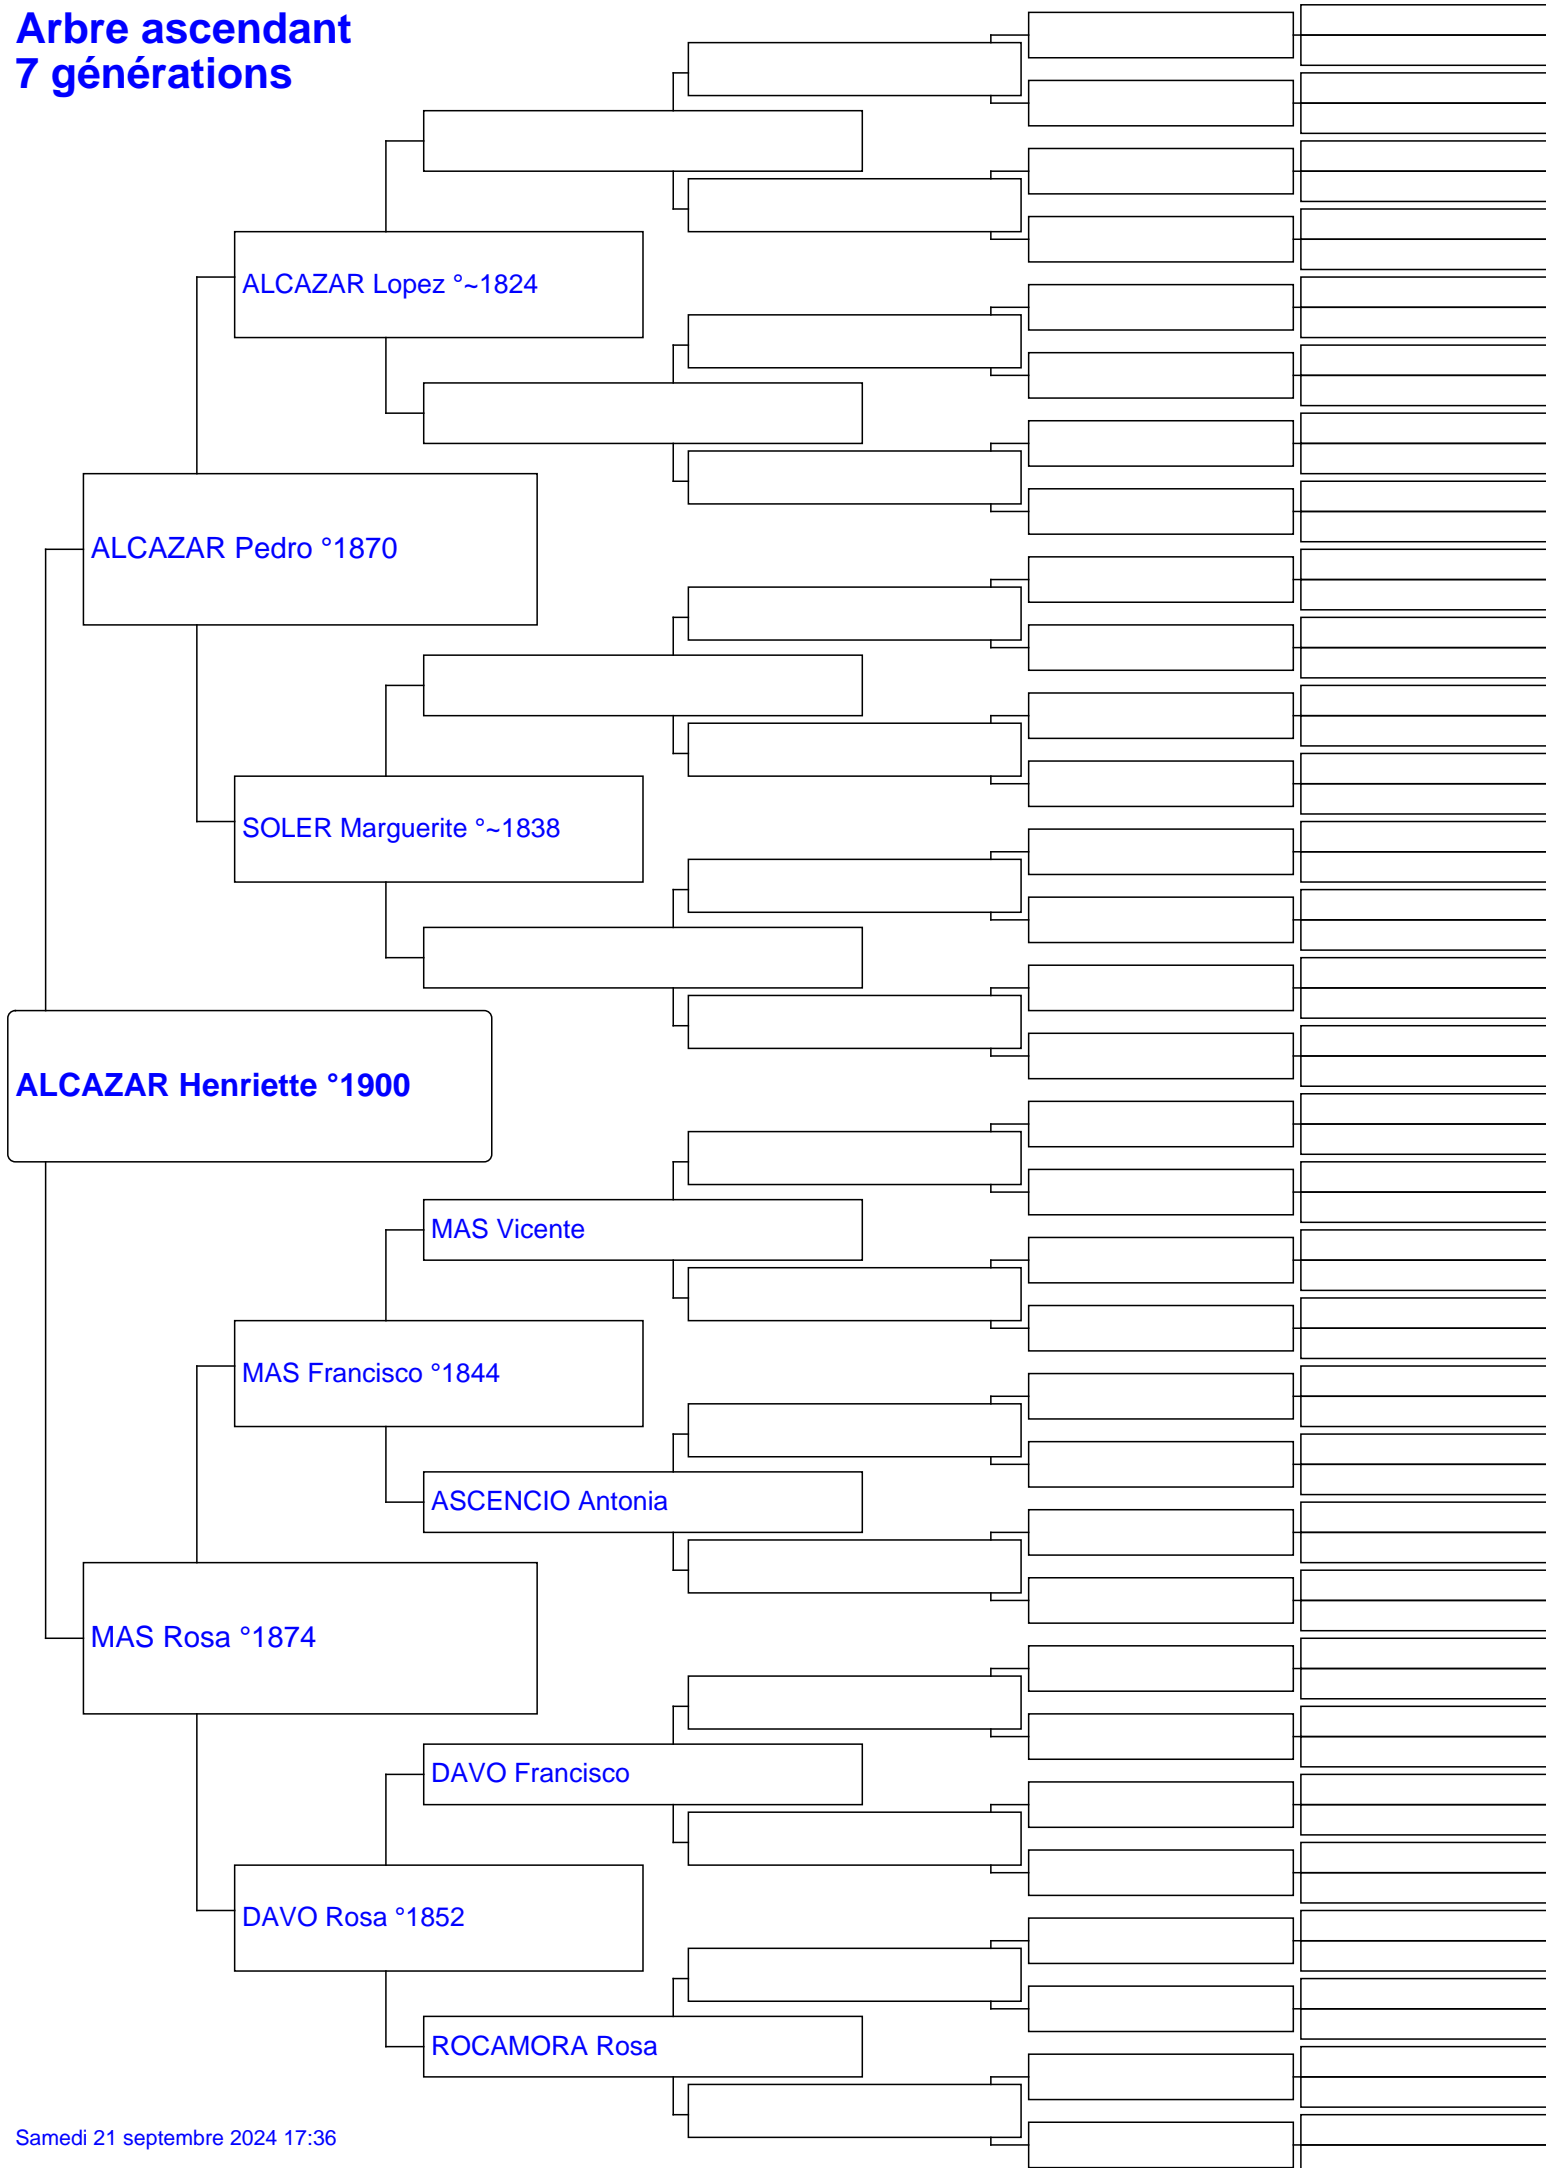 Arbre ascendant
7 générations
ALCAZAR Lopez °~1824
ALCAZAR Pedro °1870
SOLER Marguerite °~1838
ALCAZAR Henriette °1900
MAS Vicente
MAS Francisco °1844
ASCENCIO Antonia
MAS Rosa °1874
DAVO Francisco
DAVO Rosa °1852
ROCAMORA Rosa
Samedi 21 septembre 2024 17:36